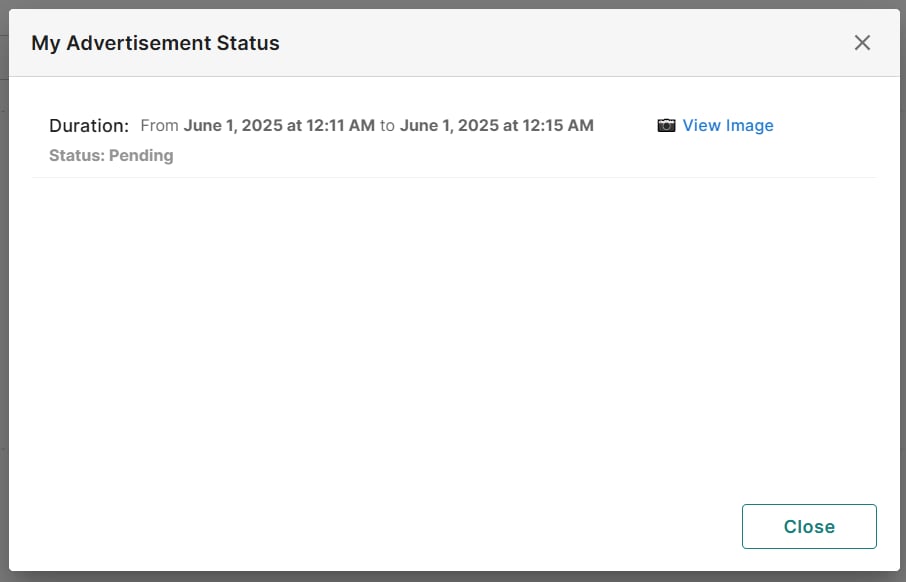 My Advertisement Status
Duration: From June 1, 2025 at 12:11 AM to June 1, 2025 at 12:15 AM View Image
Status: Pending
Close